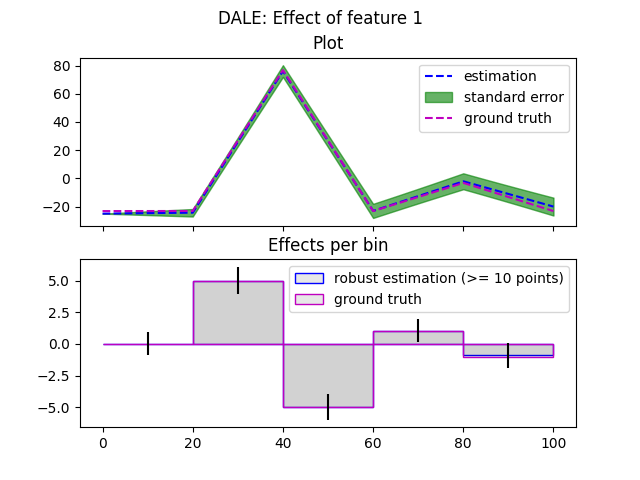 DALE: Effect of feature 1
Plot
80
60
40
20
0
−20
estimation
standard error
ground truth
Effects per bin
5.0
2.5
0.0
−2.5
−5.0
robust estimation (>= 10 points)
ground truth
0 20 40 60 80 100